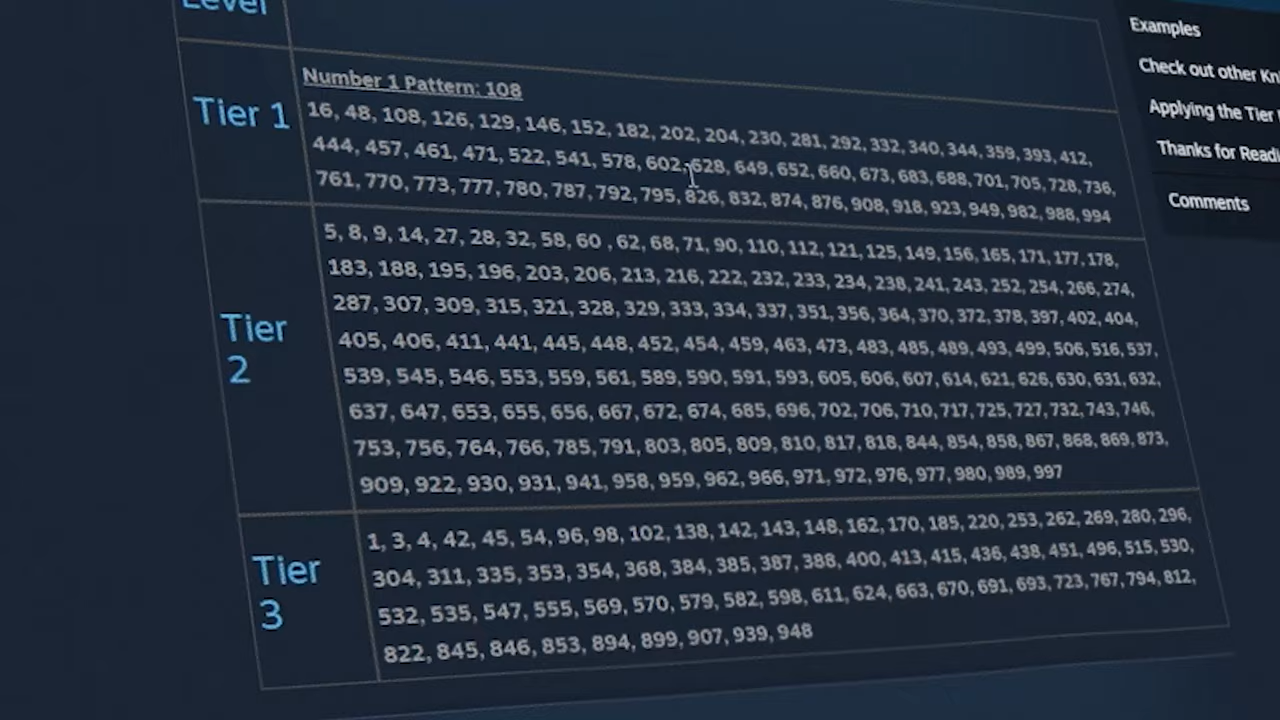 Level
Number 1 Pattern: 108
Tier 1
16, 48, 108, 126, 129, 146, 152, 182, 202, 204, 230, 281, 292, 332, 340, 344, 359, 393, 412,
444, 457, 461, 471, 522, 541, 578, 602, 628, 649, 652, 660, 673, 683, 688, 701, 705, 728, 736,
761, 770, 773, 777, 780, 787, 792, 795, 826, 832, 874, 876, 908, 918, 923, 949, 982, 988, 994
Tier
2
5, 8, 9, 14, 27, 28, 32, 58, 60 , 62, 68, 71, 90, 110, 112, 121, 125, 149, 156, 165, 171, 177, 178,
183, 188, 195, 196, 203, 206, 213, 216, 222, 232, 233, 234, 238, 241, 243, 252, 254, 266, 274,
287, 307, 309, 315, 321, 328, 329, 333, 334, 337, 351, 356, 364, 370, 372, 378, 397, 402, 404,
405, 406, 411, 441, 445, 448, 452, 454, 459, 463, 473, 483, 485, 489, 493, 499, 506, 516, 537,
539, 545, 546, 553, 559, 561, 589, 590, 591, 593, 605, 606, 607, 614, 621, 626, 630, 631, 632,
637, 647, 653, 655, 656, 667, 672, 674, 685, 696, 702, 706, 710, 717, 725, 727, 732, 743, 746,
753, 756, 764, 766, 785, 791, 803, 805, 809, 810, 817, 818, 844, 854, 858, 867, 868, 869, 873,
909, 922, 930, 931, 941, 958, 959, 962, 966, 971, 972, 976, 977, 980, 989, 997
Tier
3
1, 3, 4, 42, 45, 54, 96, 98, 102, 138, 142, 143, 148, 162, 170, 185, 220, 253, 262, 269, 280, 296,
304, 311, 335, 353, 354, 368, 384, 385, 387, 388, 400, 413, 415, 436, 438, 451, 496, 515, 530,
532, 535, 547, 555, 569, 570, 579, 582, 598, 611, 624, 663, 670, 691, 693, 723, 767, 794, 812,
822, 845, 846, 853, 894, 899, 907, 939, 948
Examples
Check out other Kn
Applying the Tier
Thanks for Readi
Comments